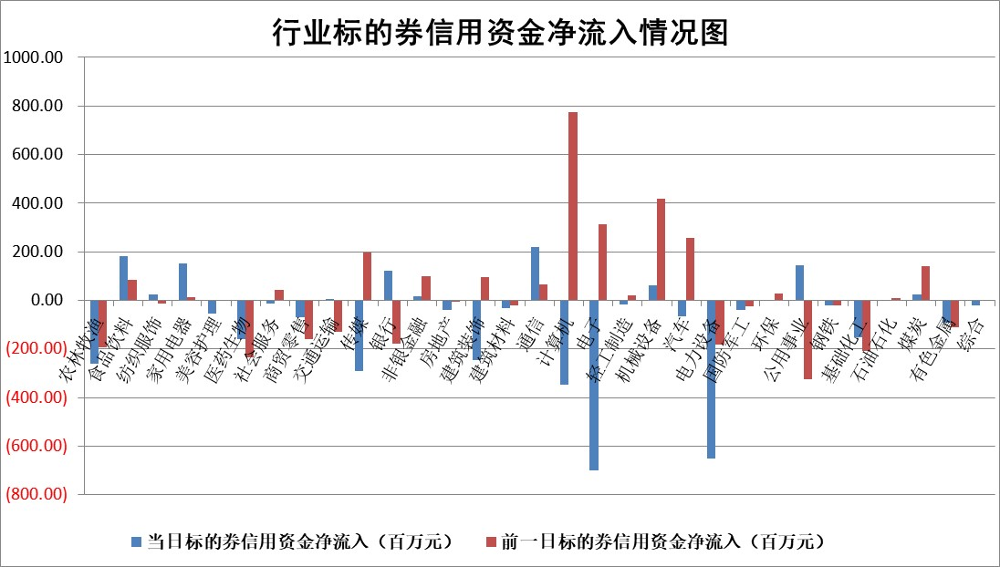 行业标的券信用资金净流入情况图
1000.00
800.00
600.00
400.00
200.00
0.00
(200.00)
(400.00)
(600.00)
(800.00)
农林牧渔
食品饮料
纺织服饰
家用电器
美容护理
医药生物
社会服务
商贸零售
交通运输
传媒
银行
非银金融
房地产
建筑装饰
建筑材料
通信
计算机
电子
轻工制造
机械设备
汽车
电力设备
国防军工
环保
公用事业
钢铁
基础化工
石油石化
煤炭
有色金属
综合
当日标的券信用资金净流入（百万元）
前一日标的券信用资金净流入（百万元）